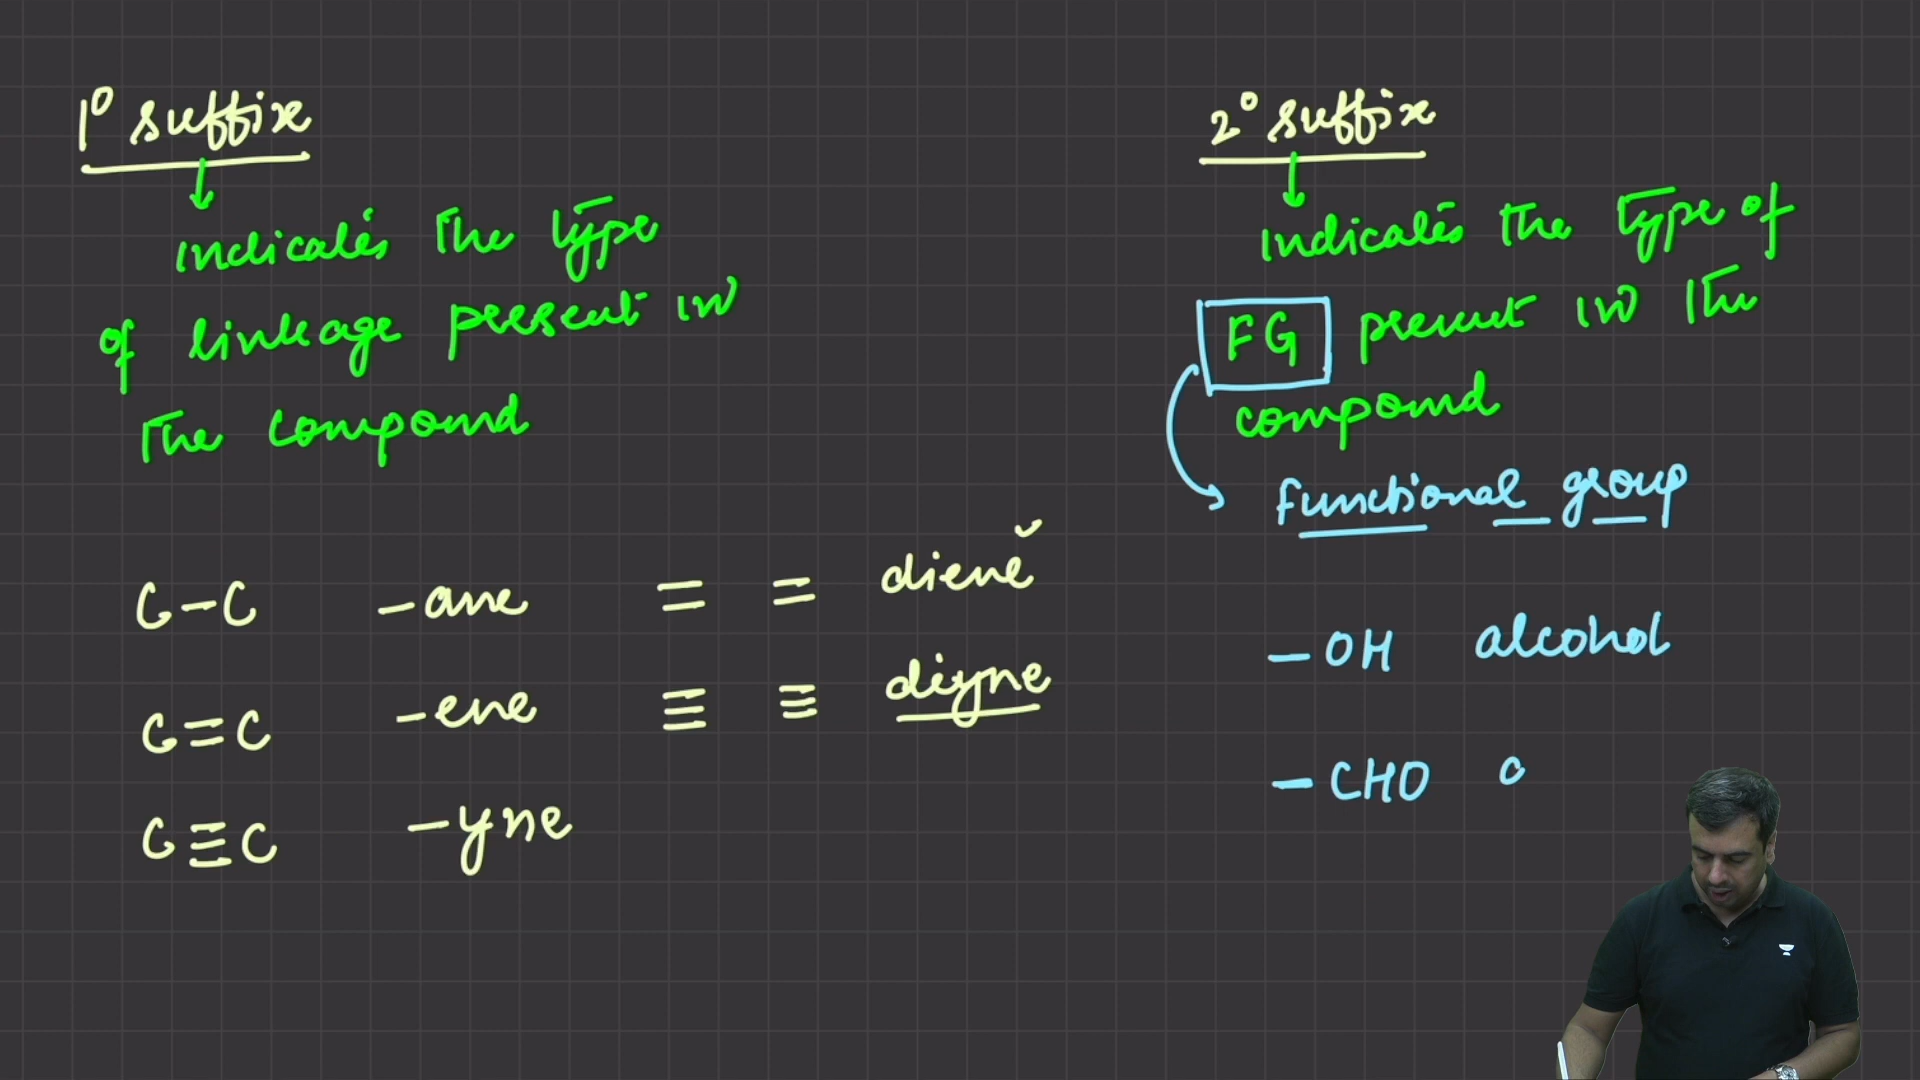 1° suffix
indicates the type
of linkage present in
the compound
C-C -ane = = diene
C=C -ene ≡ ≡ diyne
C≡C -yne
2° suffix
indicates the type of
FG present in the
compound
functional group
-OH alcohol
-CHO a